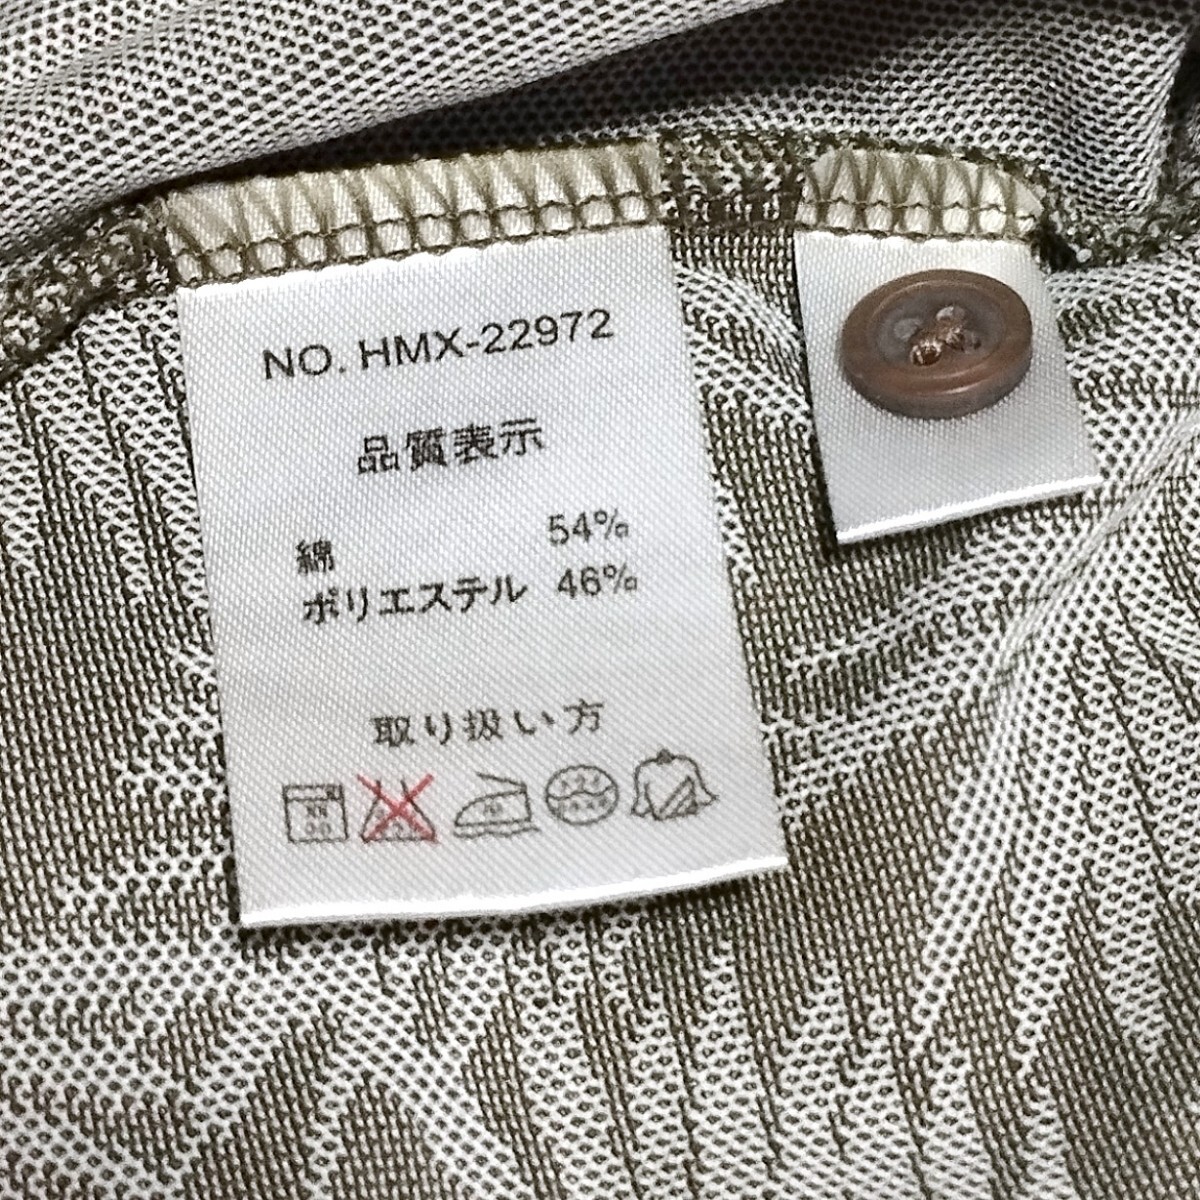 NO. HMX-22972
品質表示
綿 54%
ポリエステル 46%
取り扱い方